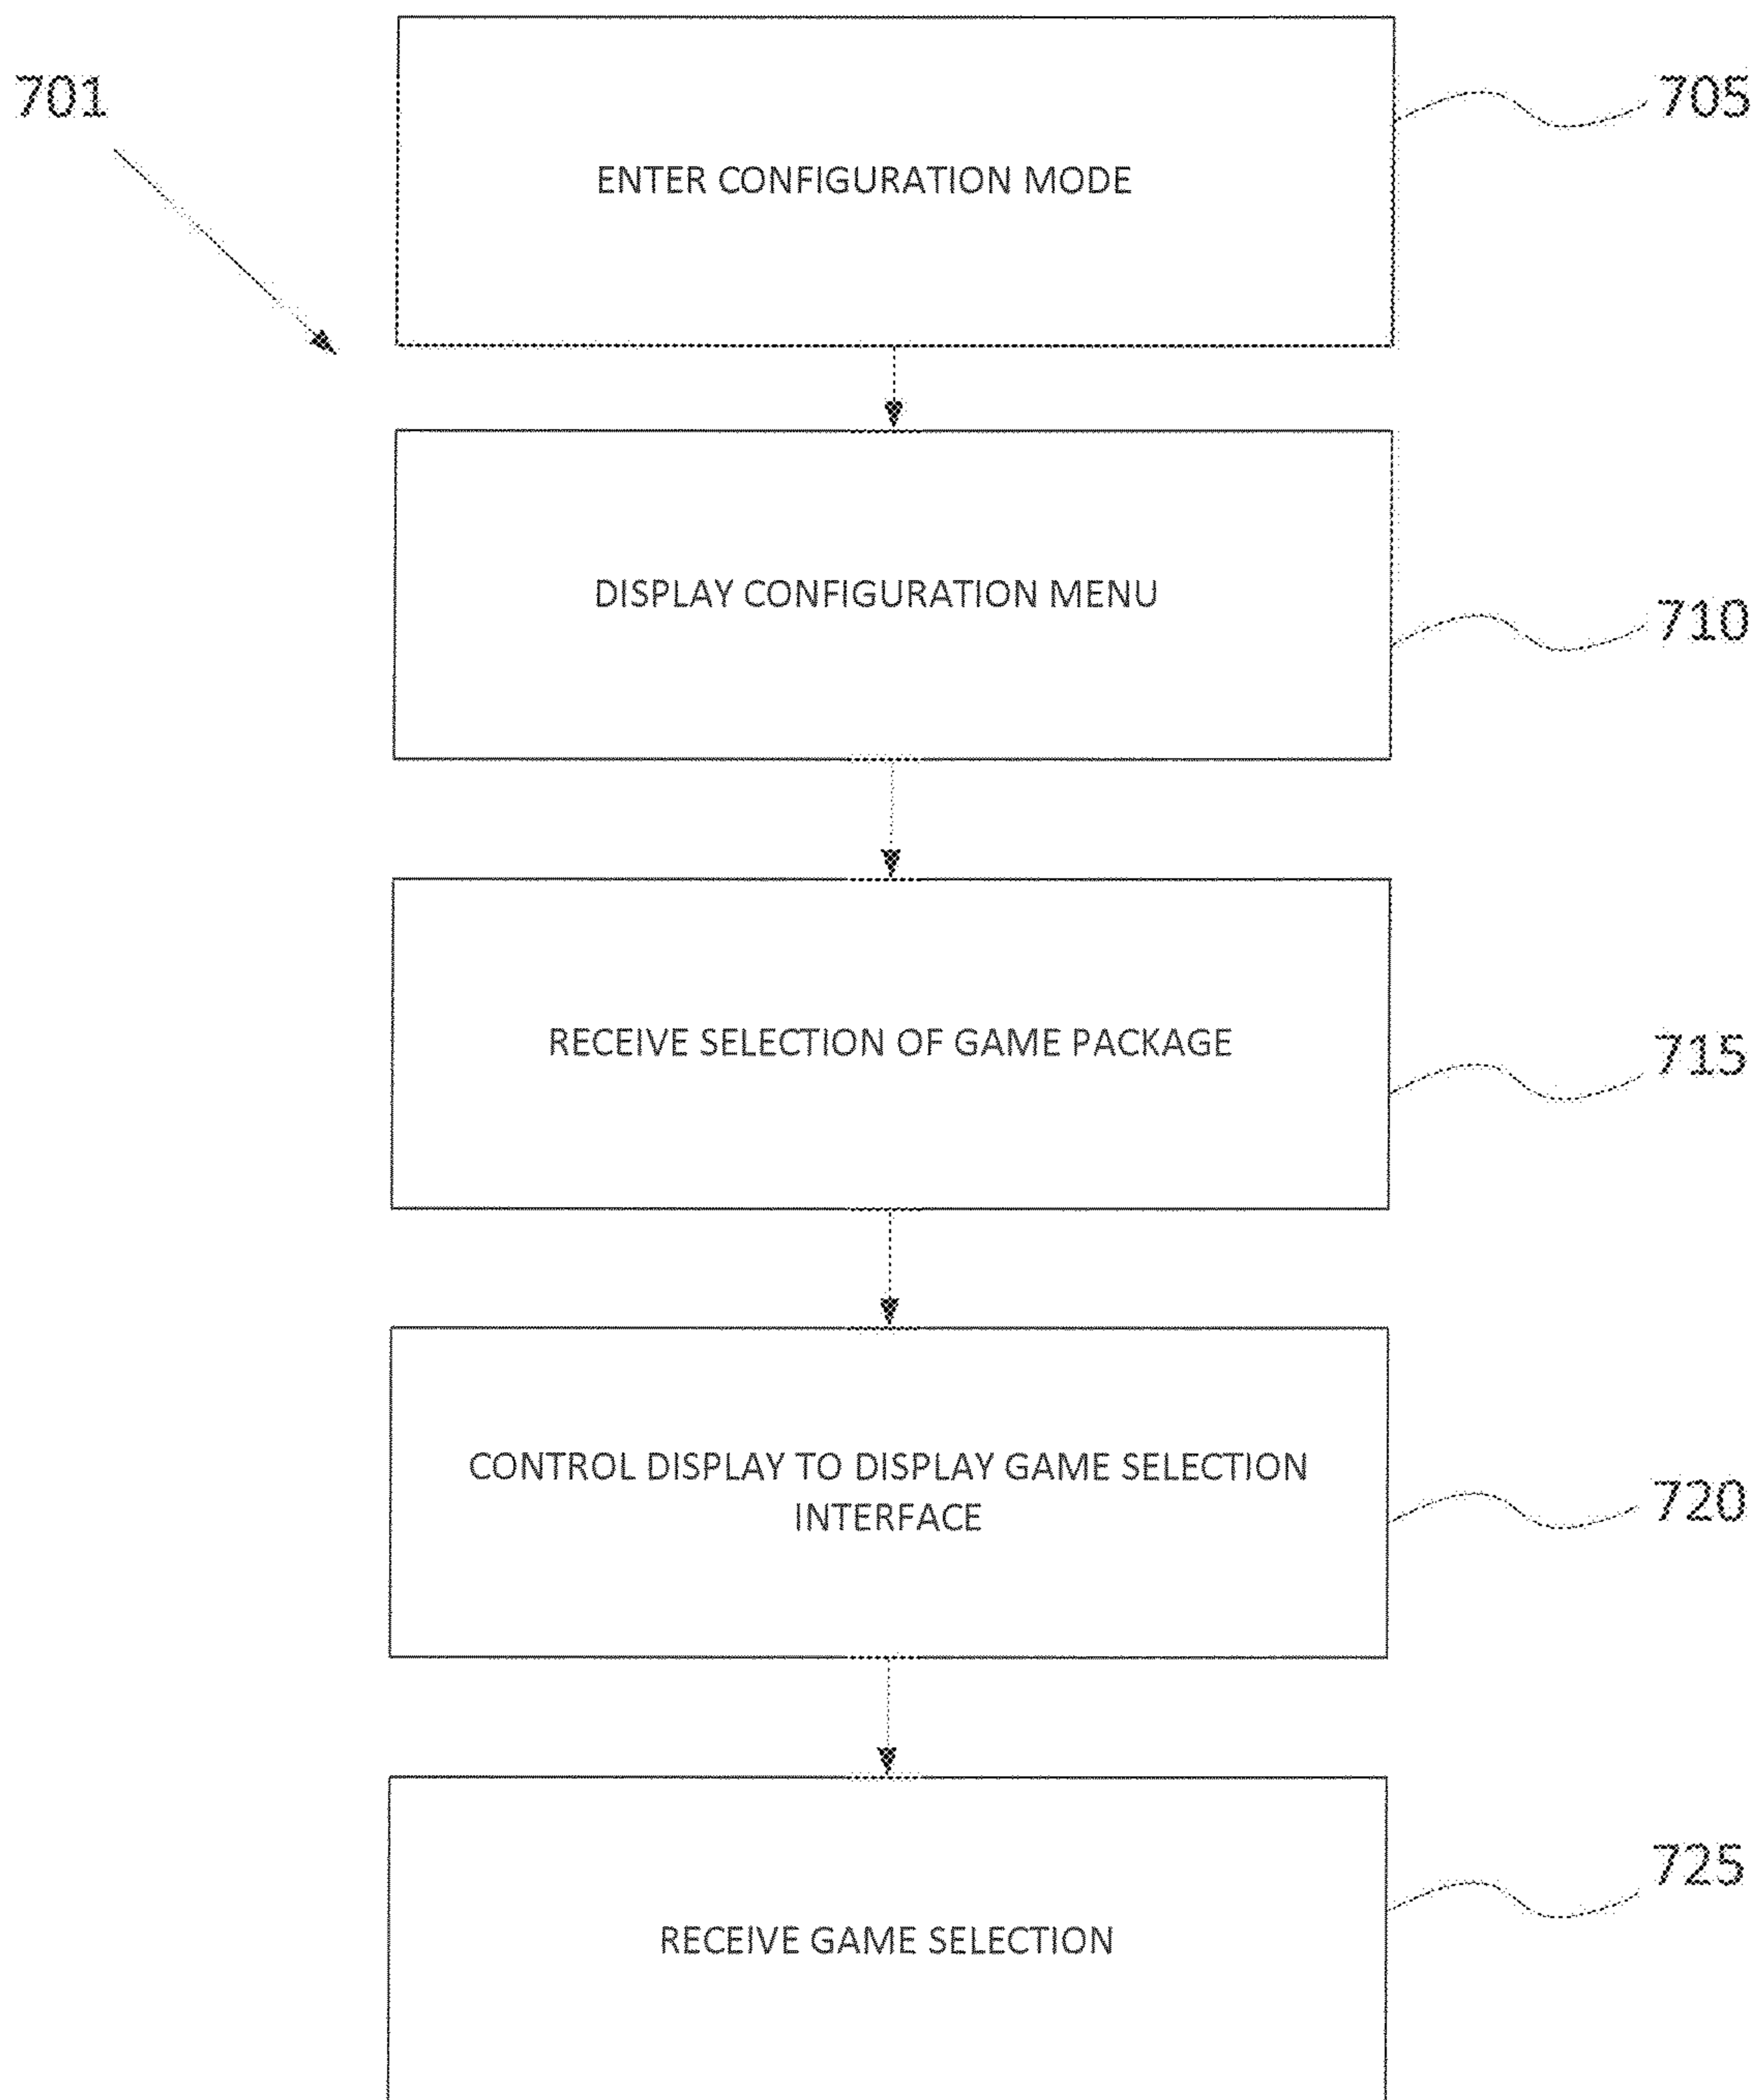 701
705
ENTER CONFIGURATION MODE
DISPLAY CONFIGURATION MENU
710
RECEIVE SELECTION OF GAME PACKAGE
715
CONTROL DISPLAY TO DISPLAY GAME SELECTION
INTERFACE
720
725
RECEIVE GAME SELECTION